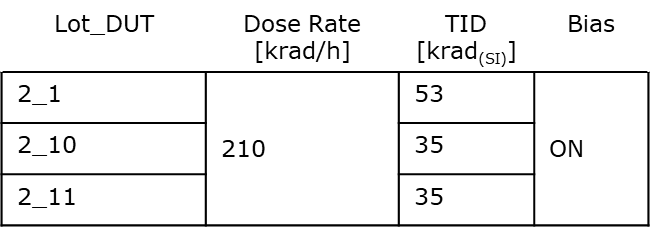 Lot_DUT Dose Rate [krad/h] TID [krad(SI)] Bias
2_1 210 53 ON
2_10 35
2_11 35